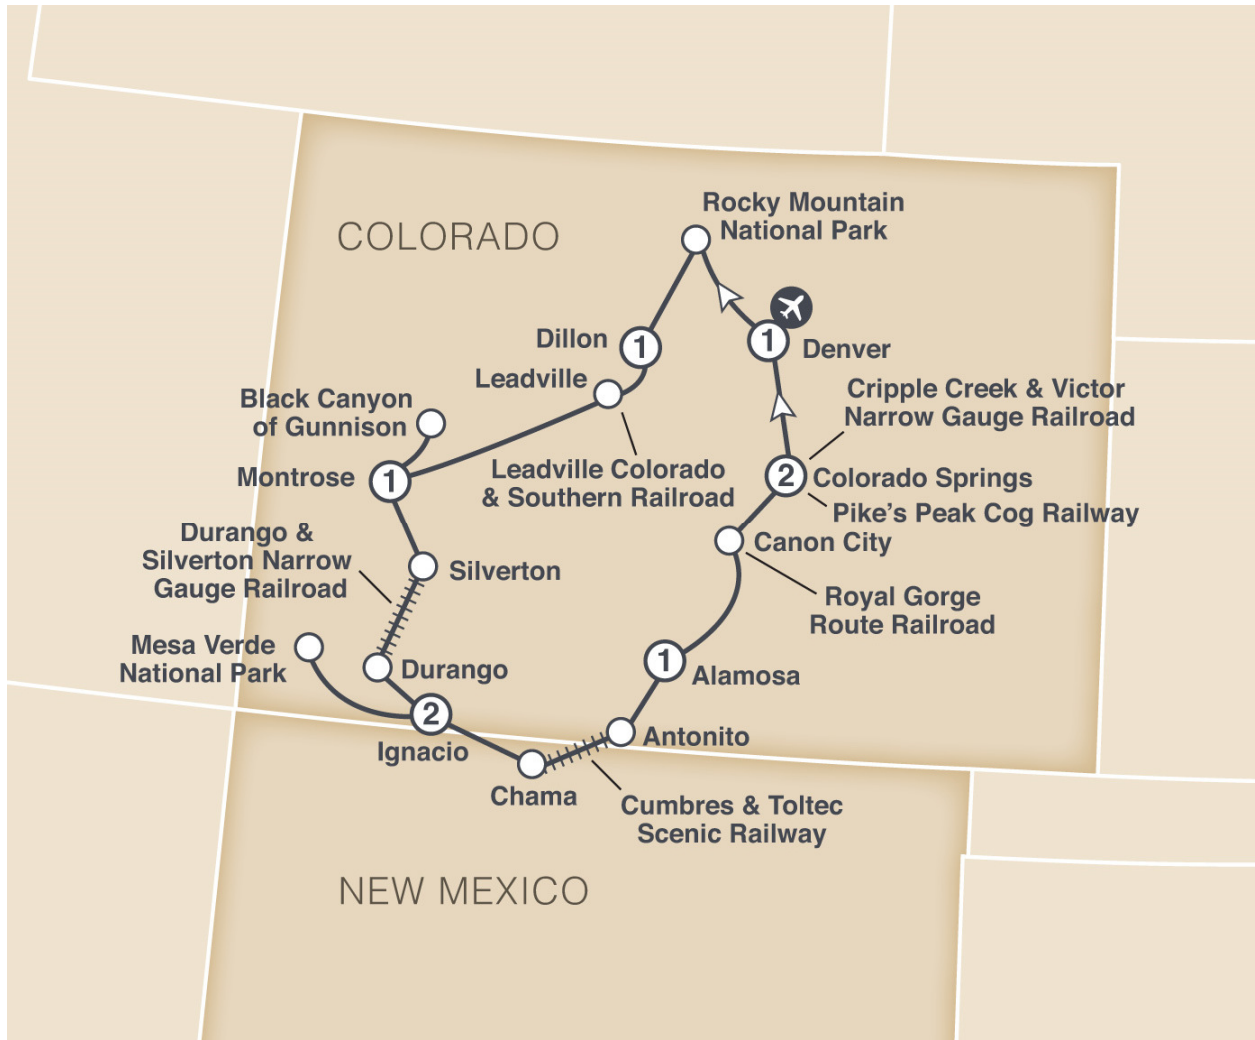 Rocky Mountain
National Park
COLORADO
Dillon
1
1
Denver
Leadville
Cripple Creek & Victor
Narrow Gauge Railroad
Black Canyon
of Gunnison
Leadville Colorado
& Southern Railroad
Montrose
1
2
Colorado Springs
Pike's Peak Cog Railway
Durango &
Silverton Narrow
Gauge Railroad
Silverton
Canon City
Royal Gorge
Route Railroad
Mesa Verde
National Park
Durango
1
Alamosa
2
Ignacio
Antonito
Chama
Cumbres & Toltec
Scenic Railway
NEW MEXICO